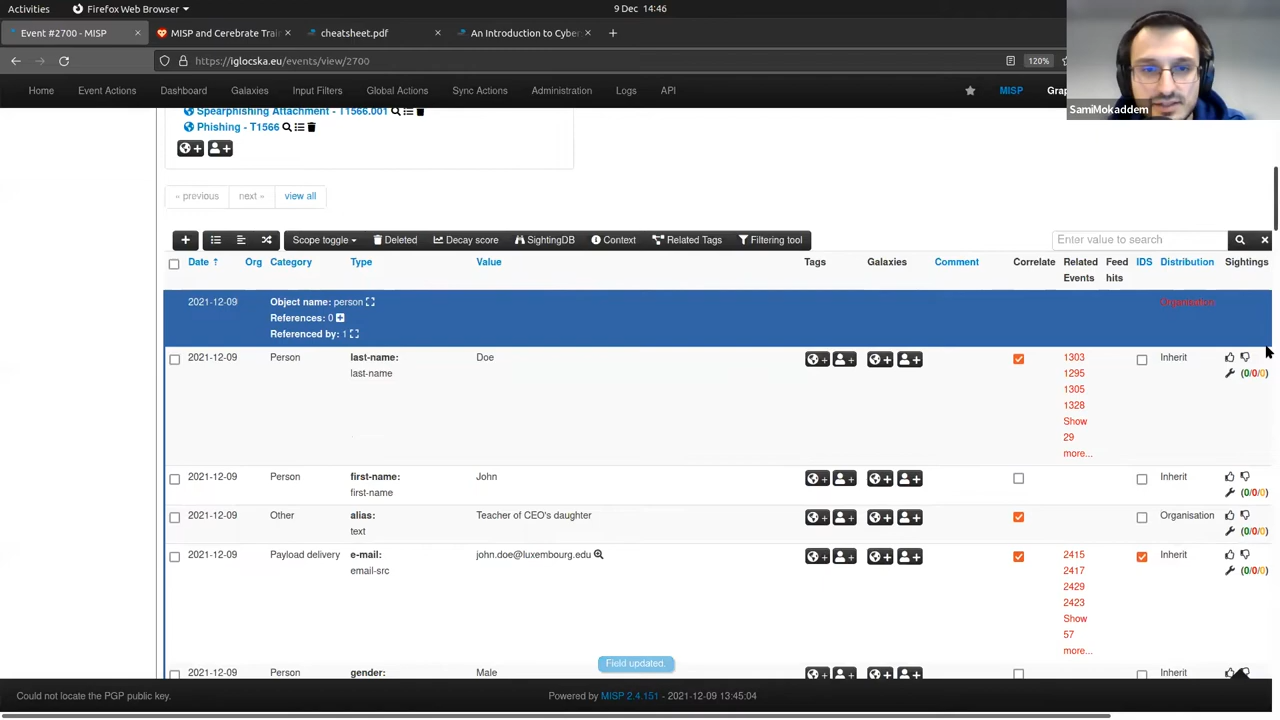 Activities Firefox Web Browser 9 Dec 14:46
Event #2700 - MISP MISP and Cerebrate Trai cheatsheet.pdf An Introduction to Cyber
https://iglocska.eu/events/view/2700 120%
Home Event Actions Dashboard Galaxies Input Filters Global Actions Sync Actions Administration Logs API MISP
SamiMokaddem
Spearphishing Attachment - T1566.001
Phishing - T1566
« previous next » view all
Scope toggle Deleted Decay score SightingDB Context Related Tags Filtering tool Enter value to search
Date Org Category Type Value Tags Galaxies Comment Correlate Related Events Feed hits IDS Distribution Sightings
2021-12-09 Object name: person Organisation
References: 0
Referenced by: 1
2021-12-09 Person last-name: Doe 1303 Inherit
last-name 1295 (0/0/0)
1305
1328
Show
29
more...
2021-12-09 Person first-name: John Inherit
first-name (0/0/0)
2021-12-09 Other alias: Teacher of CEO's daughter Organisation
text (0/0/0)
2021-12-09 Payload delivery e-mail: john.doe@luxembourg.edu 2415 Inherit
email-src 2417 (0/0/0)
2429
2423
Show
57
more...
2021-12-09 Person gender: Male Inherit
Field updated.
Could not locate the PGP public key. Powered by MISP 2.4.151 - 2021-12-09 13:45:04